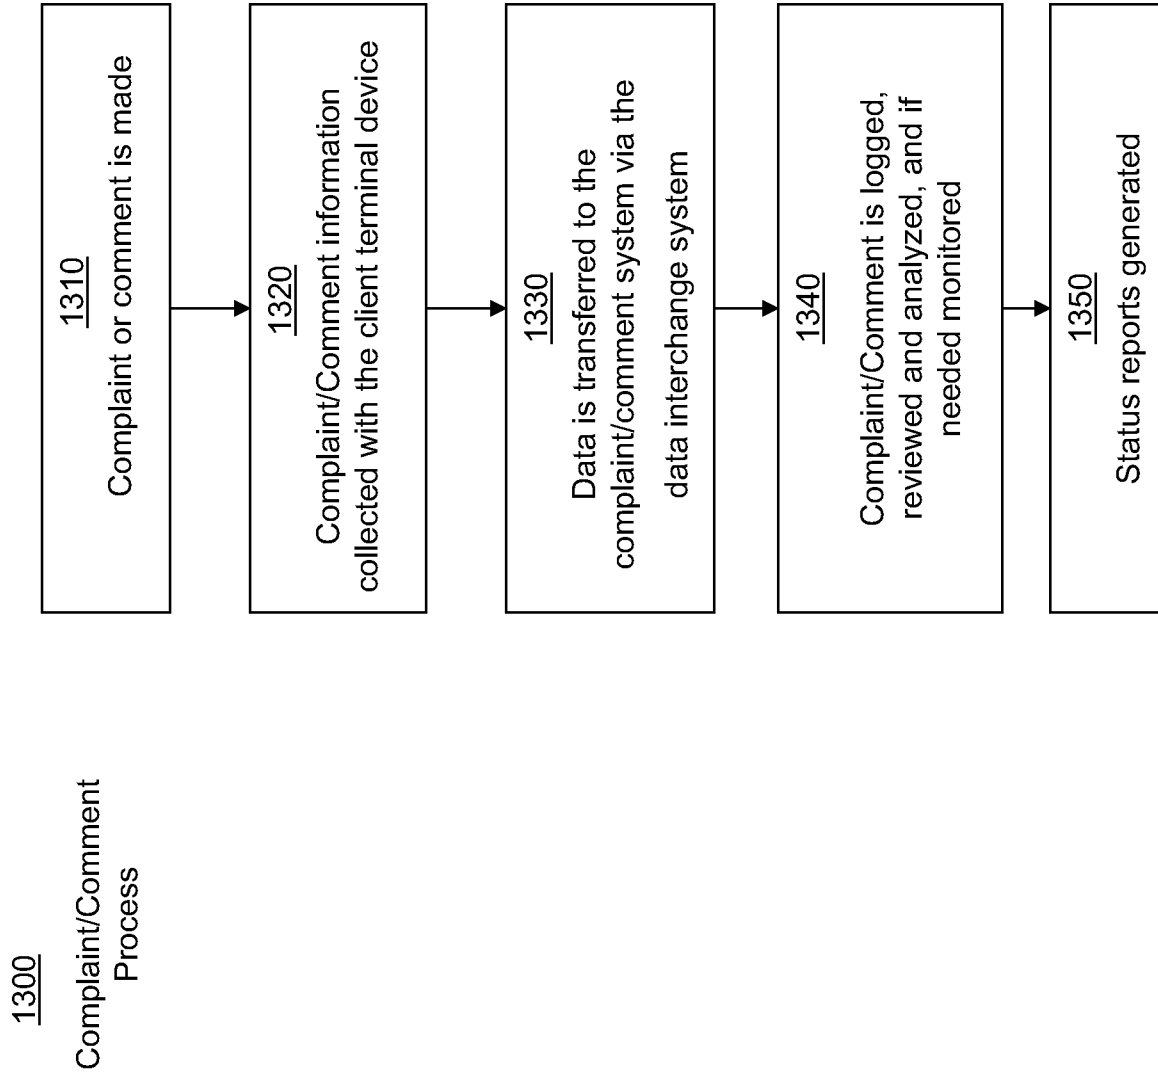 1300
Complaint/Comment
Process
1310
Complaint or comment is made
1320
Complaint/Comment information
collected with the client terminal device
1330
Data is transferred to the
complaint/comment system via the
data interchange system
1340
Complaint/Comment is logged,
reviewed and analyzed, and if
needed monitored
1350
Status reports generated